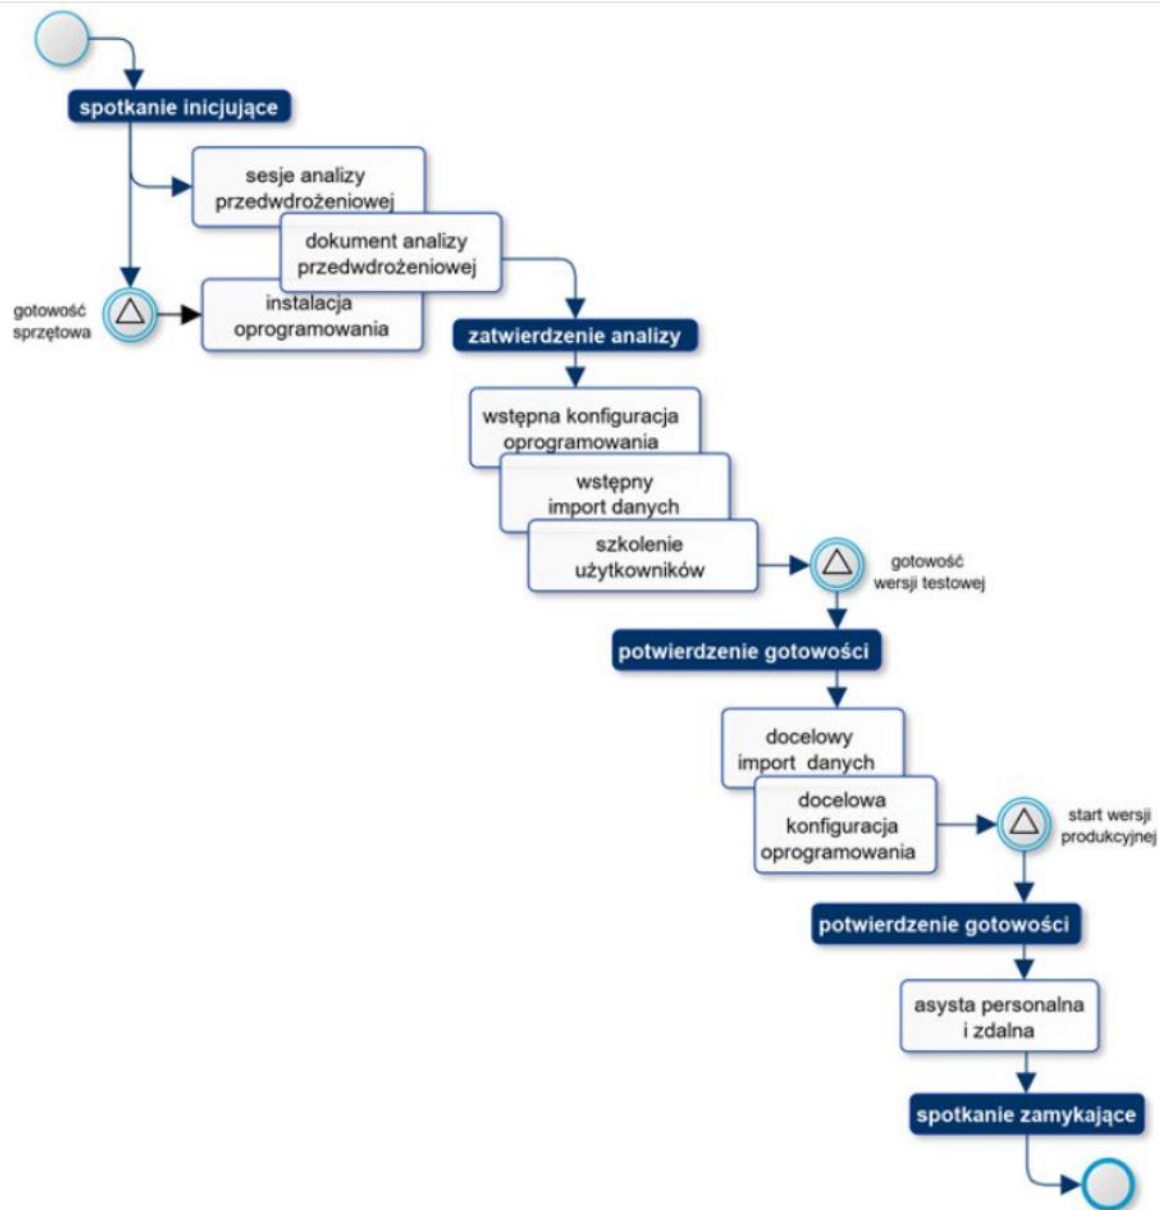 spotkanie inicjujące
sesje analizy
przedwdrożeniowej
dokument analizy
przedwdrożeniowej
gotowość
sprzętowa
instalacja
oprogramowania
zatwierdzenie analizy
wstępna konfiguracja
oprogramowania
wstępny
import danych
szkolenie
użytkowników
gotowość
wersji testowej
potwierdzenie gotowości
docelowy
import danych
docelowa
konfiguracja
oprogramowania
start wersji
produkcyjnej
potwierdzenie gotowości
asysta personalna
i zdalna
spotkanie zamykające